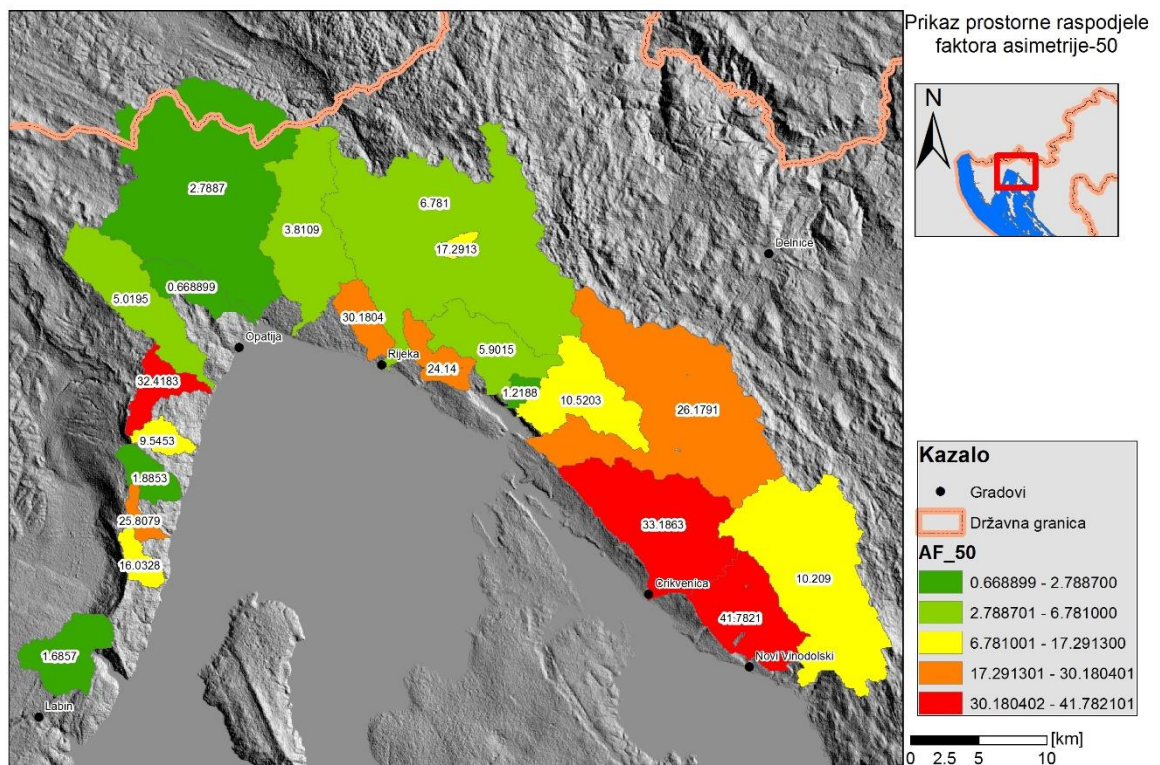 Prikaz prostorne raspodjele
faktora asimetrije-50
N
2.7887
6.781
3.8109
17.2913
Delnice
0.668899
5.0195
30.1804
Opatija
5.9015
Rijeka
24.14
32.4183
1.2188
10.5203
26.1791
9.5453
1.8853
25.8079
33.1863
16.0328
10.209
Crikvenica
41.7821
1.6857
Novi Vinodolski
Labin
Kazalo
Gradovi
Državna granica
AF_50
0.668899 - 2.788700
2.788701 - 6.781000
6.781001 - 17.291300
17.291301 - 30.180401
30.180402 - 41.782101
[km]
0 2.5 5 10